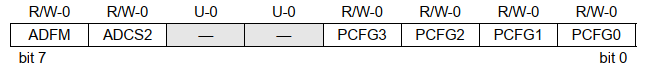 R/W-0 R/W-0 U-0 U-0 R/W-0 R/W-0 R/W-0 R/W-0
ADFM ADCS2 — — PCFG3 PCFG2 PCFG1 PCFG0
bit 7 bit 0